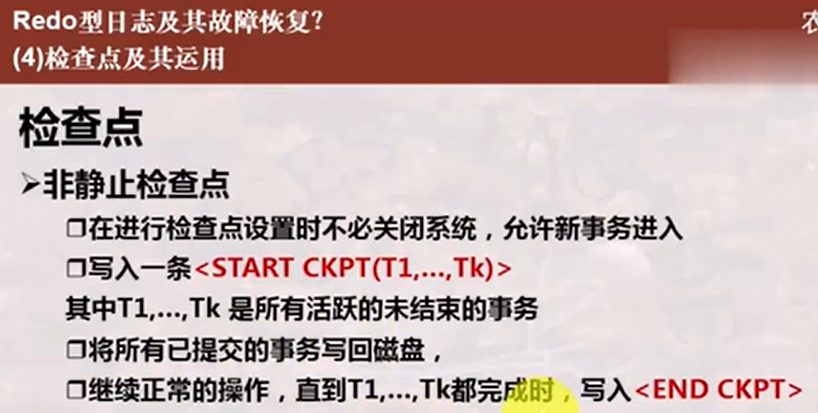 Redo型日志及其故障恢复?
(4)检查点及其运用
检查点
➢非静止检查点
❒在进行检查点设置时不必关闭系统，允许新事务进入
❒写入一条<START CKPT(T1,...,Tk)>
其中T1,...,Tk 是所有活跃的未结束的事务
❒将所有已提交的事务写回磁盘，
❒继续正常的操作，直到T1,...,Tk都完成时，写入<END CKPT>